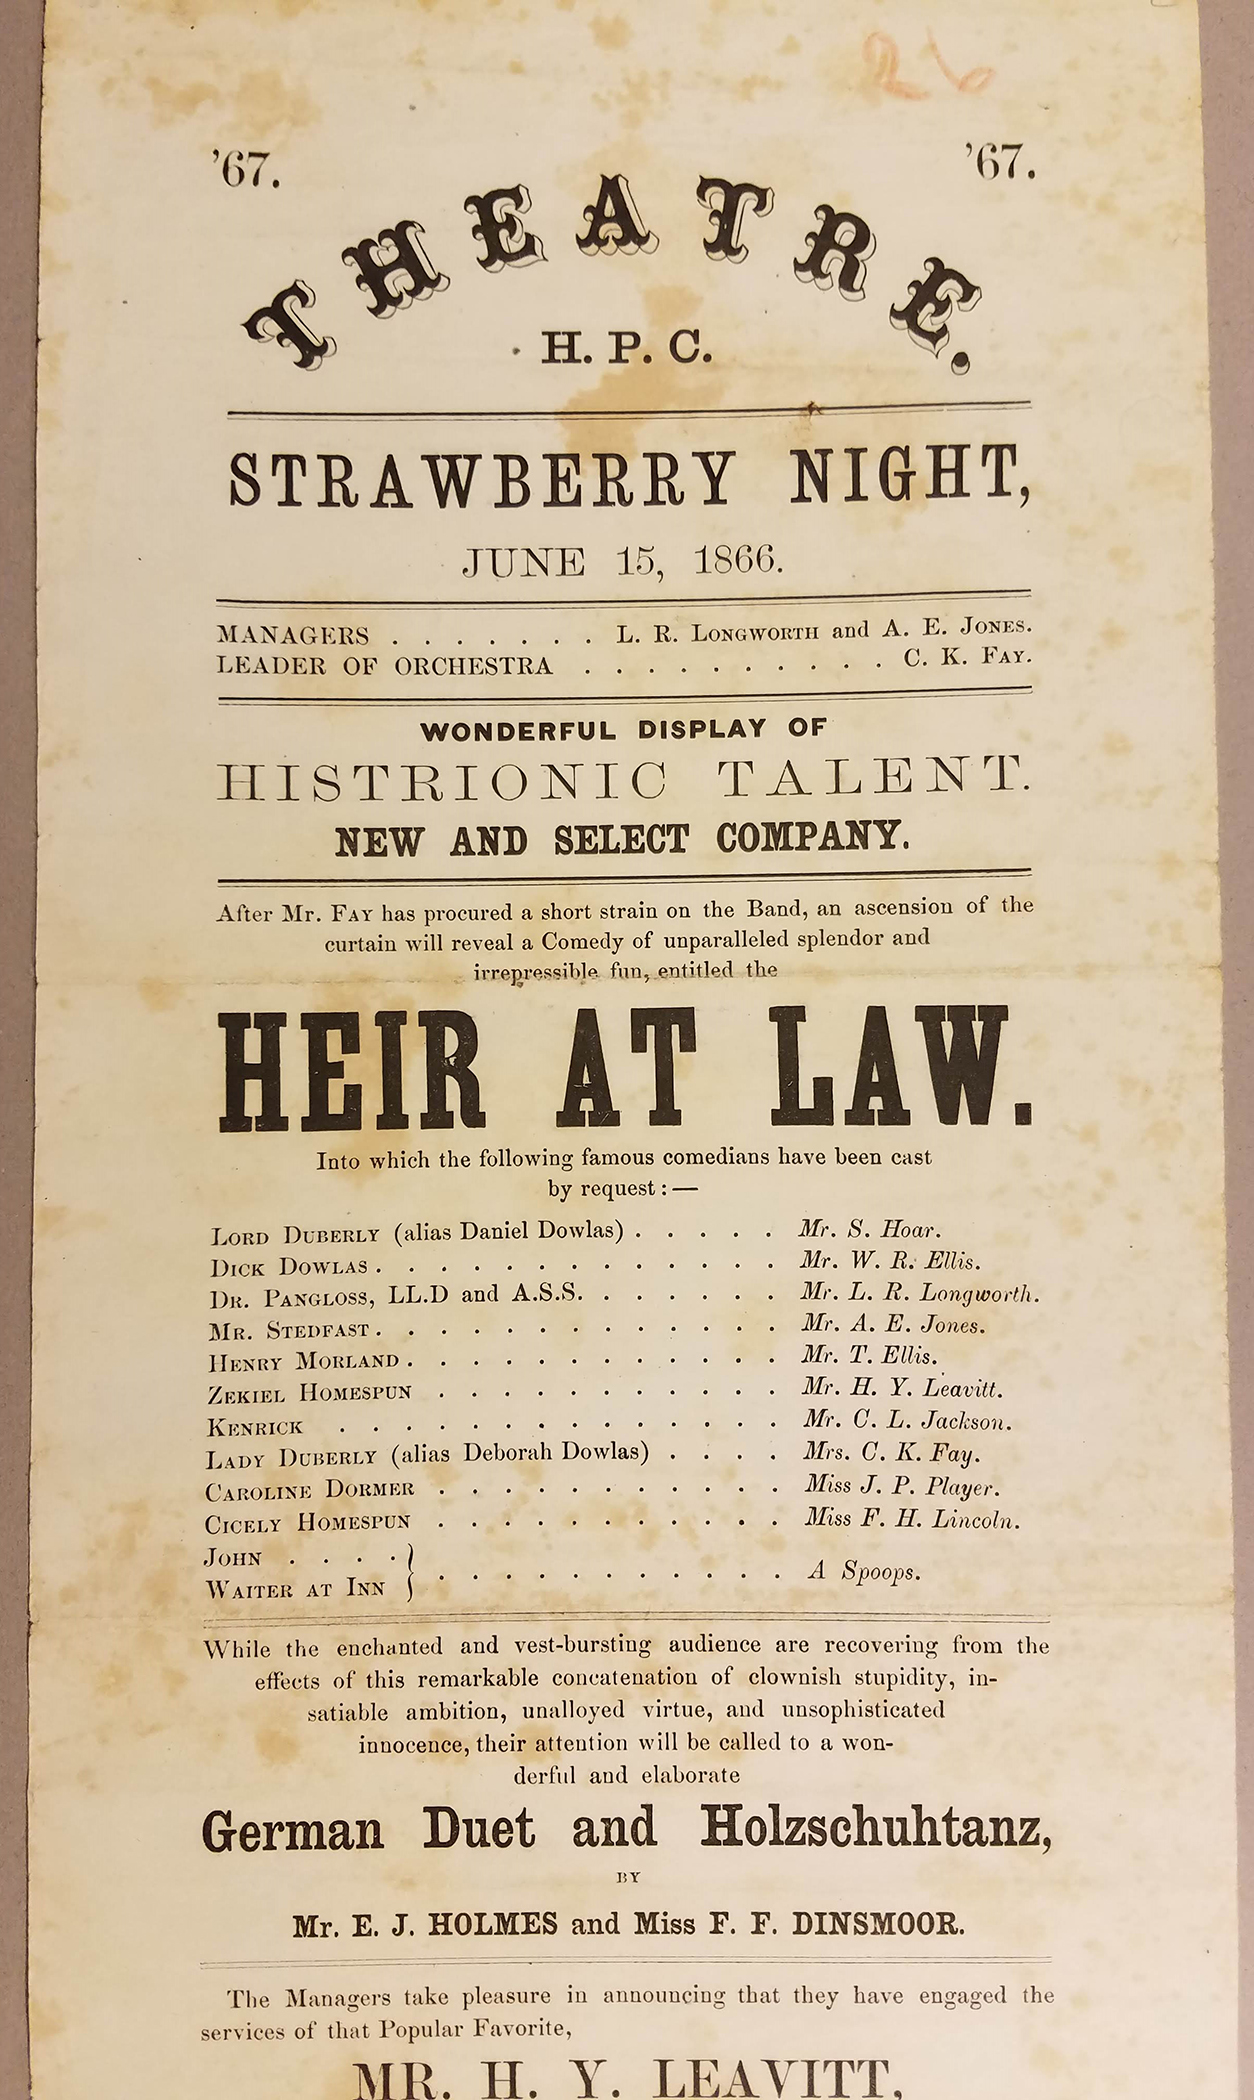 26
'67. '67.
THEATRE.
H. P. C.
STRAWBERRY NIGHT,
JUNE 15, 1866.
MANAGERS . . . . . . . L. R. LONGWORTH and A. E. JONES.
LEADER OF ORCHESTRA . . . . . . . . . . C. K. FAY.
WONDERFUL DISPLAY OF
HISTRIONIC TALENT.
NEW AND SELECT COMPANY.
After Mr. FAY has procured a short strain on the Band, an ascension of the
curtain will reveal a Comedy of unparalleled splendor and
irrepressible fun, entitled the
HEIR AT LAW.
Into which the following famous comedians have been cast
by request:—
LORD DUBERLY (alias Daniel Dowlas) . . . . . Mr. S. Hoar.
DICK DOWLAS . . . . . . . . . . . . . Mr. W. R. Ellis.
DR. PANGLOSS, LL.D and A.S.S. . . . . . . Mr. L. R. Longworth.
MR. STEDFAST . . . . . . . . . . . . . Mr. A. E. Jones.
HENRY MORLAND . . . . . . . . . . . . Mr. T. Ellis.
ZEKIEL HOMESPUN . . . . . . . . . . . Mr. H. Y. Leavitt.
KENRICK . . . . . . . . . . . . . . Mr. C. L. Jackson.
LADY DUBERLY (alias Deborah Dowlas) . . . . Mrs. C. K. Fay.
CAROLINE DORMER . . . . . . . . . . . Miss J. P. Player.
CICELY HOMESPUN . . . . . . . . . . . Miss F. H. Lincoln.
JOHN . . . . }
WAITER AT INN } . . . . . . . . . . . A Spoops.
While the enchanted and vest-bursting audience are recovering from the
effects of this remarkable concatenation of clownish stupidity, in-
satiable ambition, unalloyed virtue, and unsophisticated
innocence, their attention will be called to a won-
derful and elaborate
German Duet and Holzschuhtanz,
BY
Mr. E. J. HOLMES and Miss F. F. DINSMOOR.
The Managers take pleasure in announcing that they have engaged the
services of that Popular Favorite,
MR. H. Y. LEAVITT,